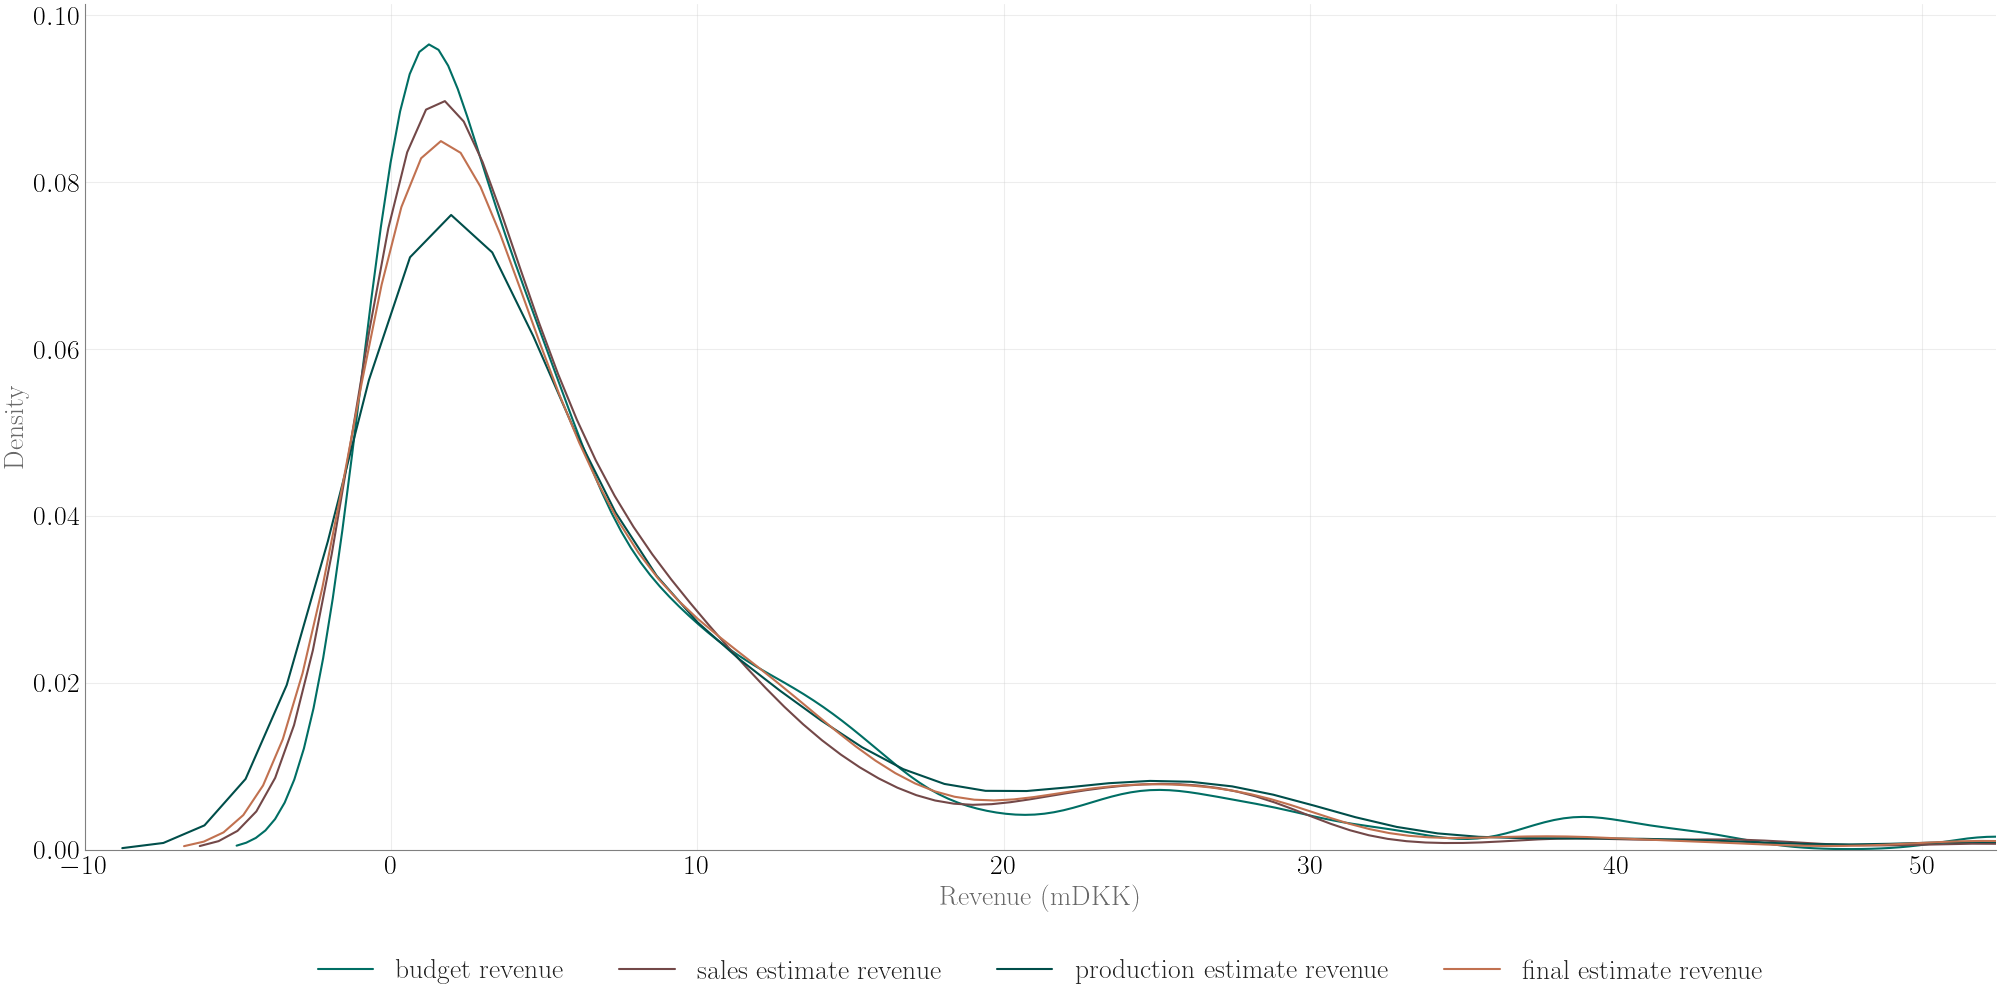 0.10
0.08
0.06
0.04
0.02
0.00
Density
−10 0 10 20 30 40 50
Revenue (mDKK)
budget revenue sales estimate revenue production estimate revenue final estimate revenue